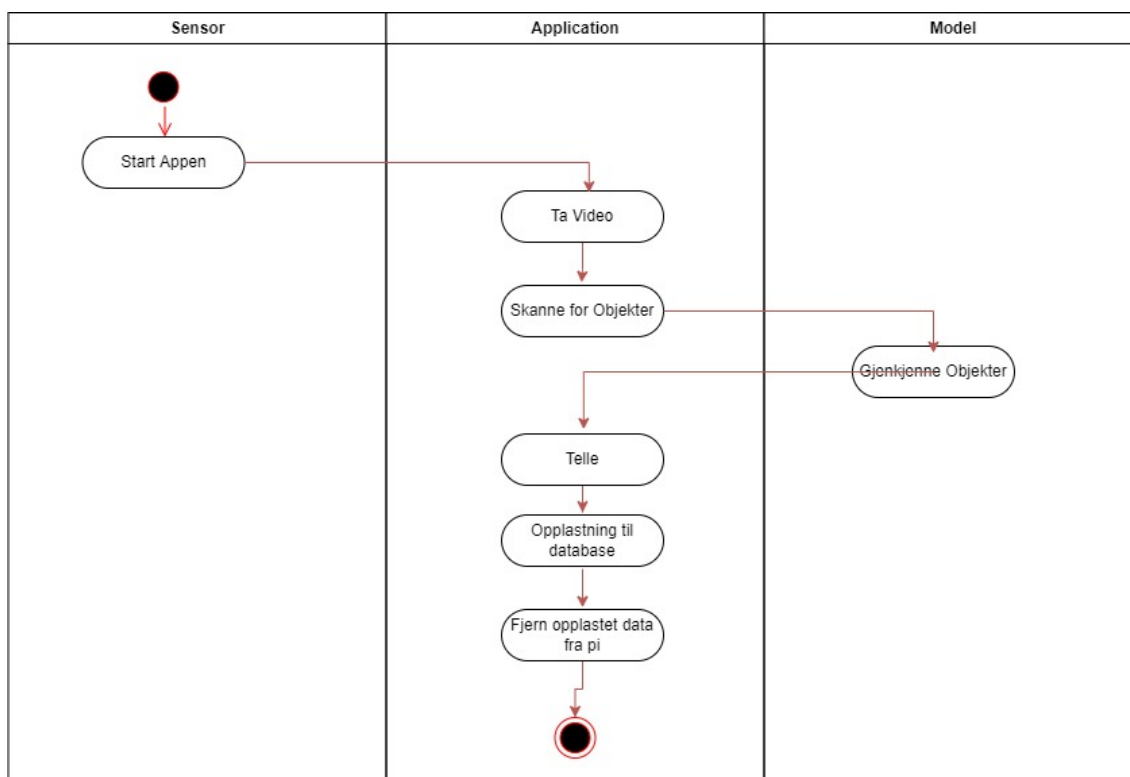 Sensor
Application
Model
Start Appen
Ta Video
Skanne for Objekter
Gjenkjenne Objekter
Telle
Opplastning til
database
Fjern opplastet data
fra pi